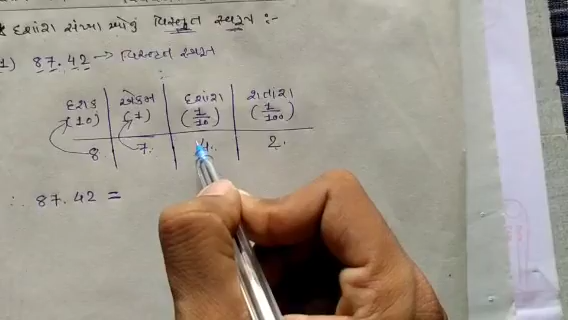 * દશાંશ સંખ્યાઓનું વિસ્તૃત સ્વરૂપ :-
1) 87.42 → વિસ્તૃત સ્વરૂપ
દશક એકમ દશાંશ શતાંશ
(10) (1) (1/10) (1/100)
8 7 4 2
∴ 87.42 =